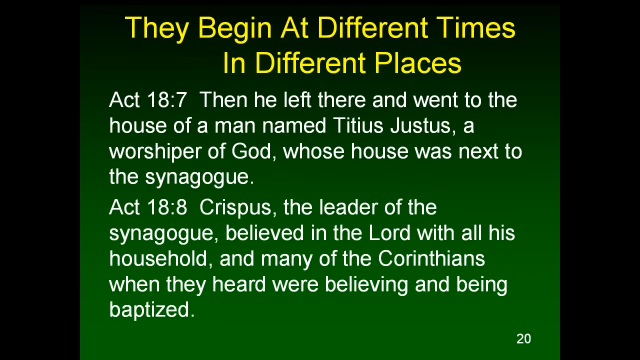 They Begin At Different Times
In Different Places
Act 18:7  Then he left there and went to the
house of a man named Titius Justus, a
worshiper of God, whose house was next to
the synagogue.
Act 18:8  Crispus, the leader of the
synagogue, believed in the Lord with all his
household, and many of the Corinthians
when they heard were believing and being
baptized.
20